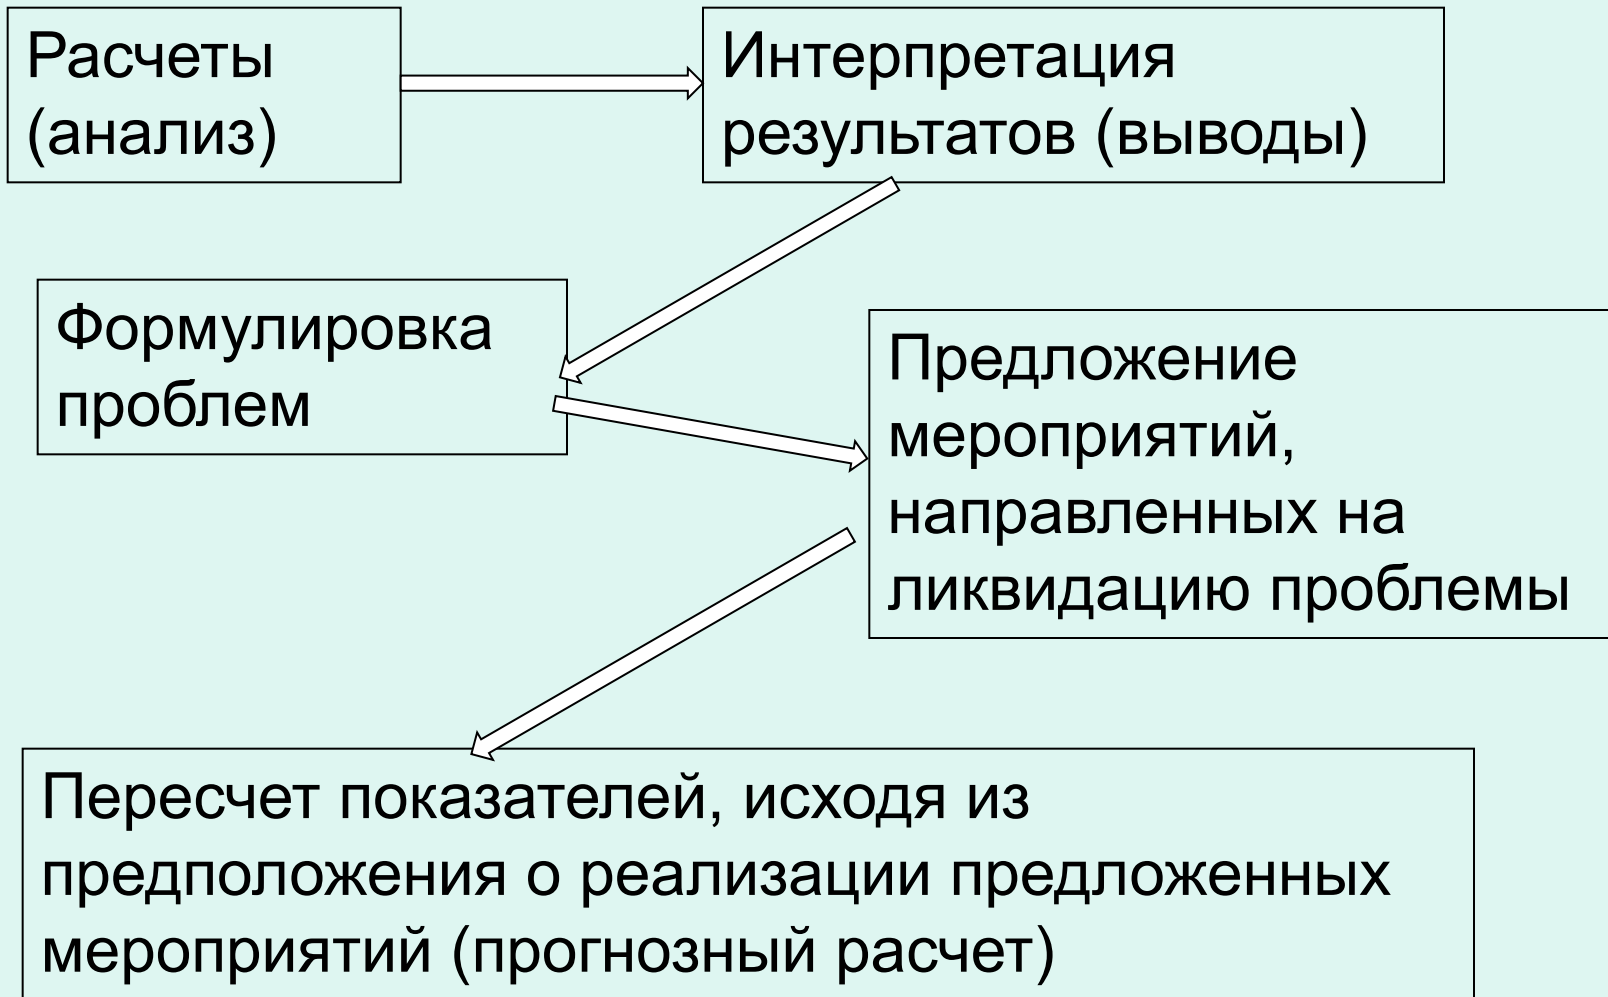 Расчеты
(анализ)
Интерпретация
результатов (выводы)
Формулировка
проблем
Предложение
мероприятий,
направленных на
ликвидацию проблемы
Пересчет показателей, исходя из
предположения о реализации предложенных
мероприятий (прогнозный расчет)